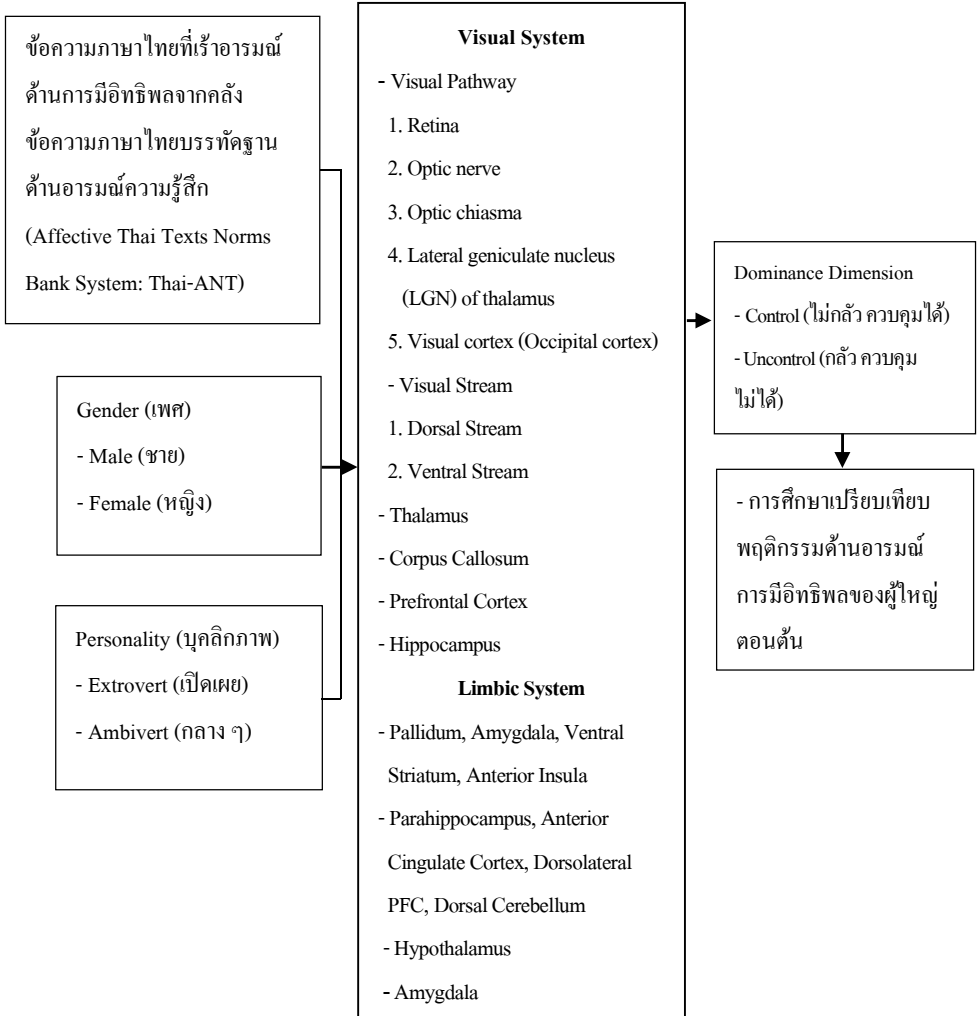 ข้อความภาษาไทยที่เร้าอารมณ์
ด้านการมีอิทธิพลจากคลัง
ข้อความภาษาไทยบรรทัดฐาน
ด้านอารมณ์ความรู้สึก
(Affective Thai Texts Norms
Bank System: Thai-ANT)
Gender (เพศ)
- Male (ชาย)
- Female (หญิง)
Personality (บุคลิกภาพ)
- Extrovert (เปิดเผย)
- Ambivert (กลาง ๆ)
Visual System
- Visual Pathway
1. Retina
2. Optic nerve
3. Optic chiasma
4. Lateral geniculate nucleus
(LGN) of thalamus
5. Visual cortex (Occipital cortex)
- Visual Stream
1. Dorsal Stream
2. Ventral Stream
- Thalamus
- Corpus Callosum
- Prefrontal Cortex
- Hippocampus
Limbic System
- Pallidum, Amygdala, Ventral
Striatum, Anterior Insula
- Parahippocampus, Anterior
Cingulate Cortex, Dorsolateral
PFC, Dorsal Cerebellum
- Hypothalamus
- Amygdala
Dominance Dimension
- Control (ไม่กลัว ควบคุมได้)
- Uncontrol (กลัว ควบคุม
ไม่ได้)
- การศึกษาเปรียบเทียบ
พฤติกรรมด้านอารมณ์
การมีอิทธิพลของผู้ใหญ่
ตอนต้น